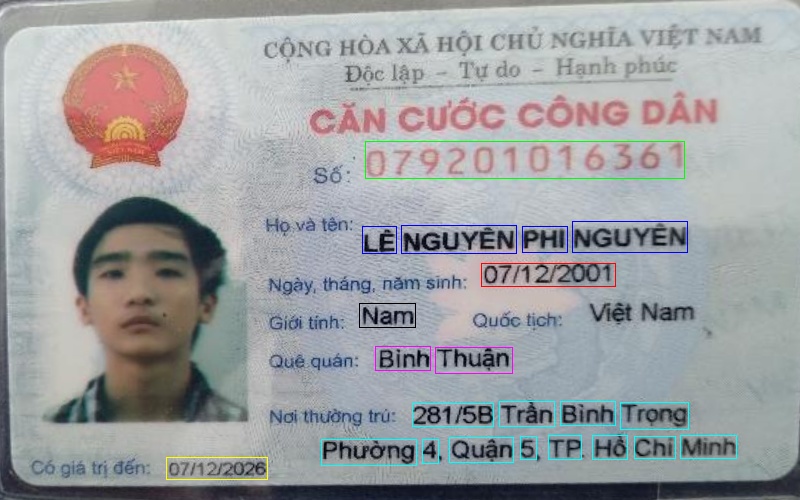 CỘNG HÒA XÃ HỘI CHỦ NGHĨA VIỆT NAM
Độc lập – Tự do – Hạnh phúc
CĂN CƯỚC CÔNG DÂN
Số: 079201016361
Họ và tên: LÊ NGUYÊN PHI NGUYÊN
Ngày, tháng, năm sinh: 07/12/2001
Giới tính: Nam Quốc tịch: Việt Nam
Quê quán: Bình Thuận
Nơi thường trú: 281/5B Trần Bình Trọng
Phường 4, Quận 5, TP. Hồ Chí Minh
Có giá trị đến: 07/12/2026